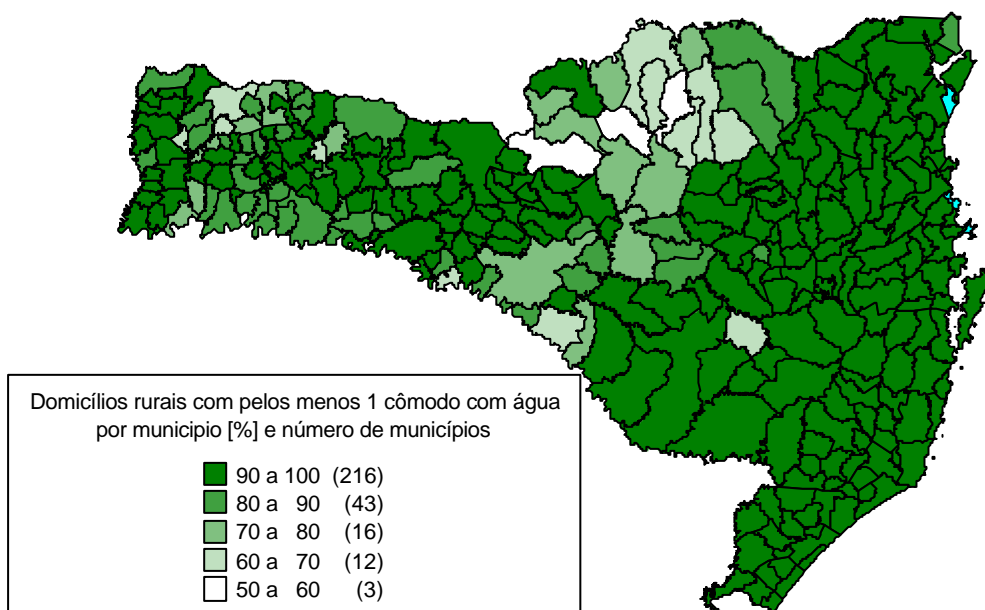 Domicílios rurais com pelos menos 1 cômodo com água
por municipio [%] e número de municípios
90 a 100 (216)
80 a 90 (43)
70 a 80 (16)
60 a 70 (12)
50 a 60 (3)